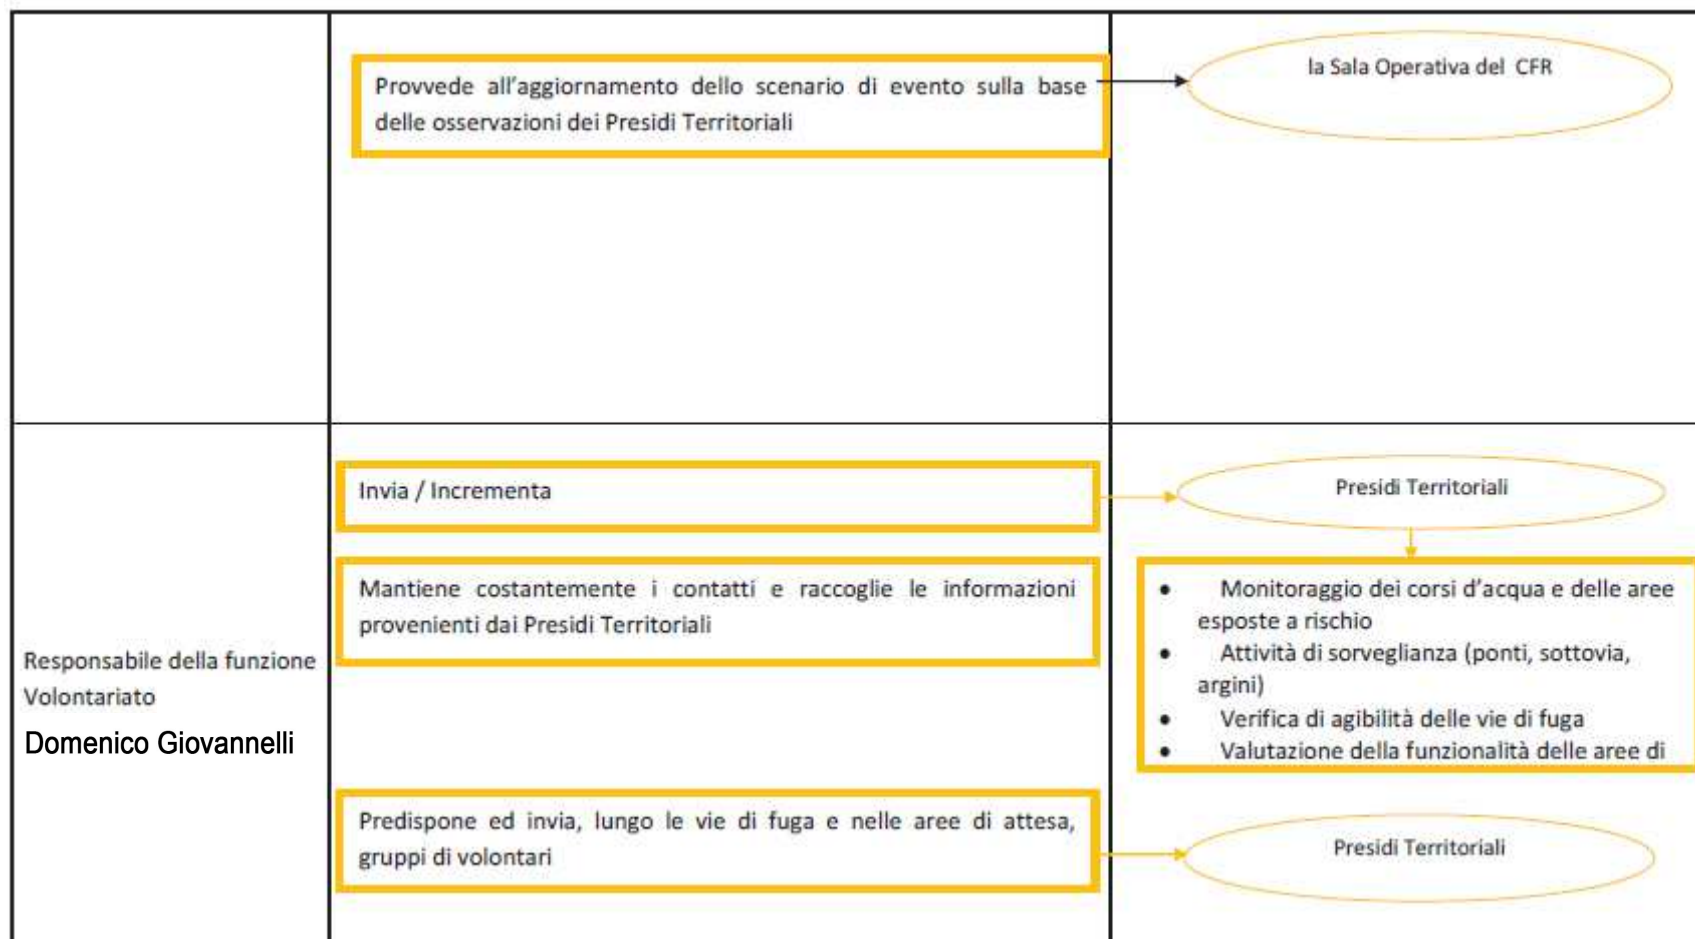 Provvede all'aggiornamento dello scenario di evento sulla base
delle osservazioni dei Presidi Territoriali
la Sala Operativa del CFR
Responsabile della funzione
Volontariato
Domenico Giovannelli
Invia / Incrementa
Presidi Territoriali
Mantiene costantemente i contatti e raccoglie le informazioni
provenienti dai Presidi Territoriali
• Monitoraggio dei corsi d'acqua e delle aree
esposte a rischio
• Attività di sorveglianza (ponti, sottovia,
argini)
• Verifica di agibilità delle vie di fuga
• Valutazione della funzionalità delle aree di
Predispone ed invia, lungo le vie di fuga e nelle aree di attesa,
gruppi di volontari
Presidi Territoriali